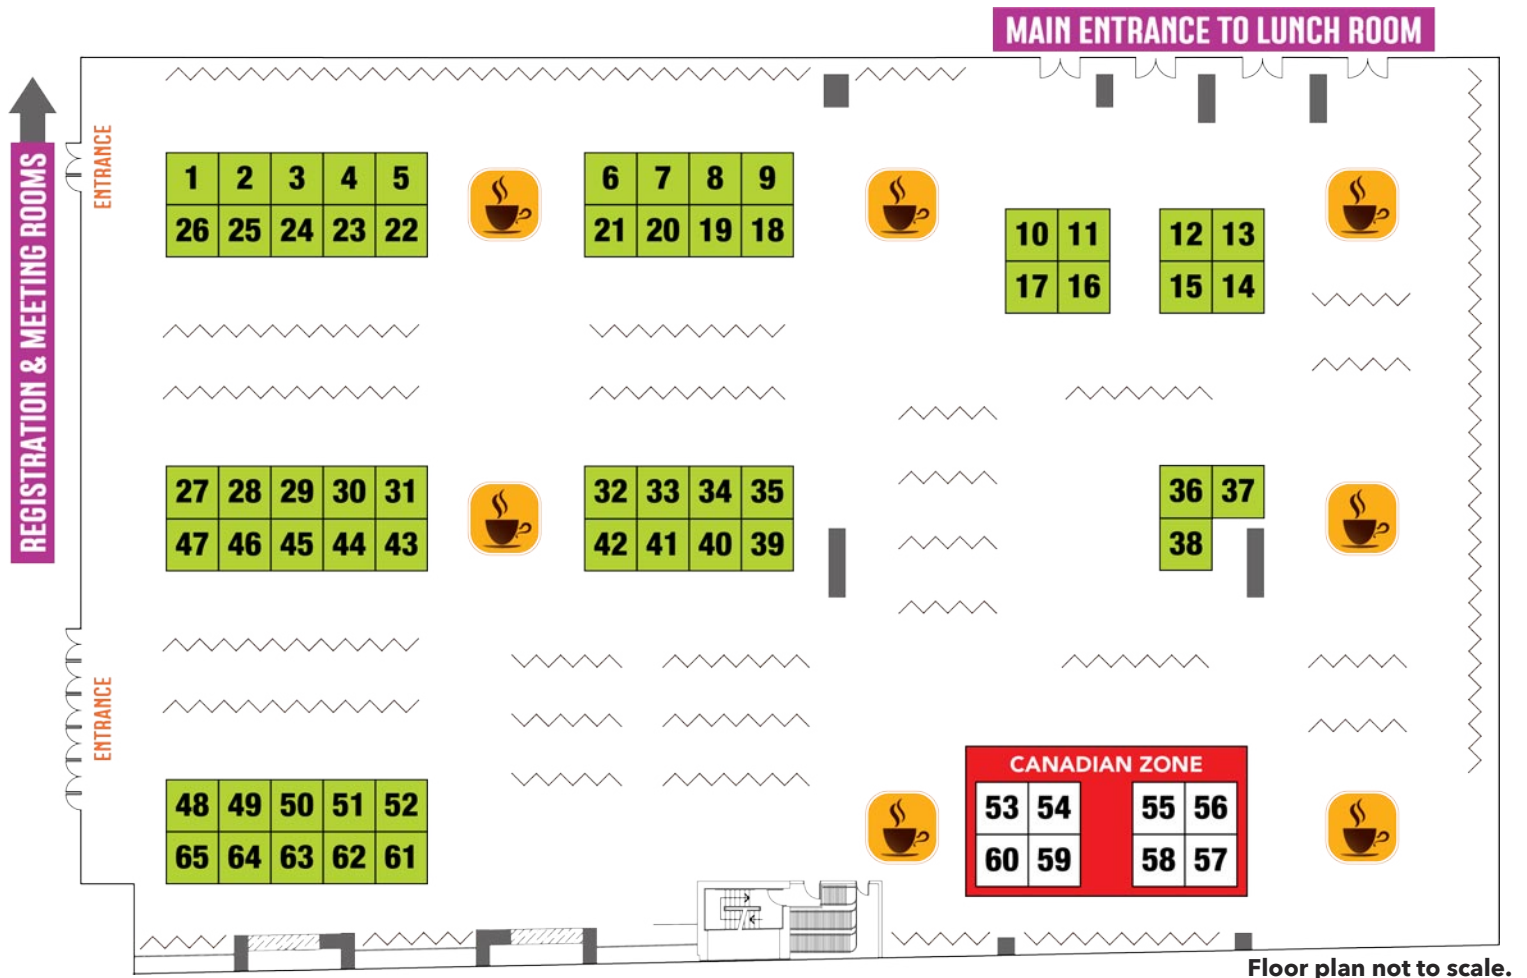 MAIN ENTRANCE TO LUNCH ROOM
REGISTRATION & MEETING ROOMS
ENTRANCE
1 2 3 4 5
26 25 24 23 22
6 7 8 9
21 20 19 18
10 11
17 16
12 13
15 14
27 28 29 30 31
47 46 45 44 43
32 33 34 35
42 41 40 39
36 37
38
ENTRANCE
48 49 50 51 52
65 64 63 62 61
CANADIAN ZONE
53 54 55 56
60 59 58 57
Floor plan not to scale.